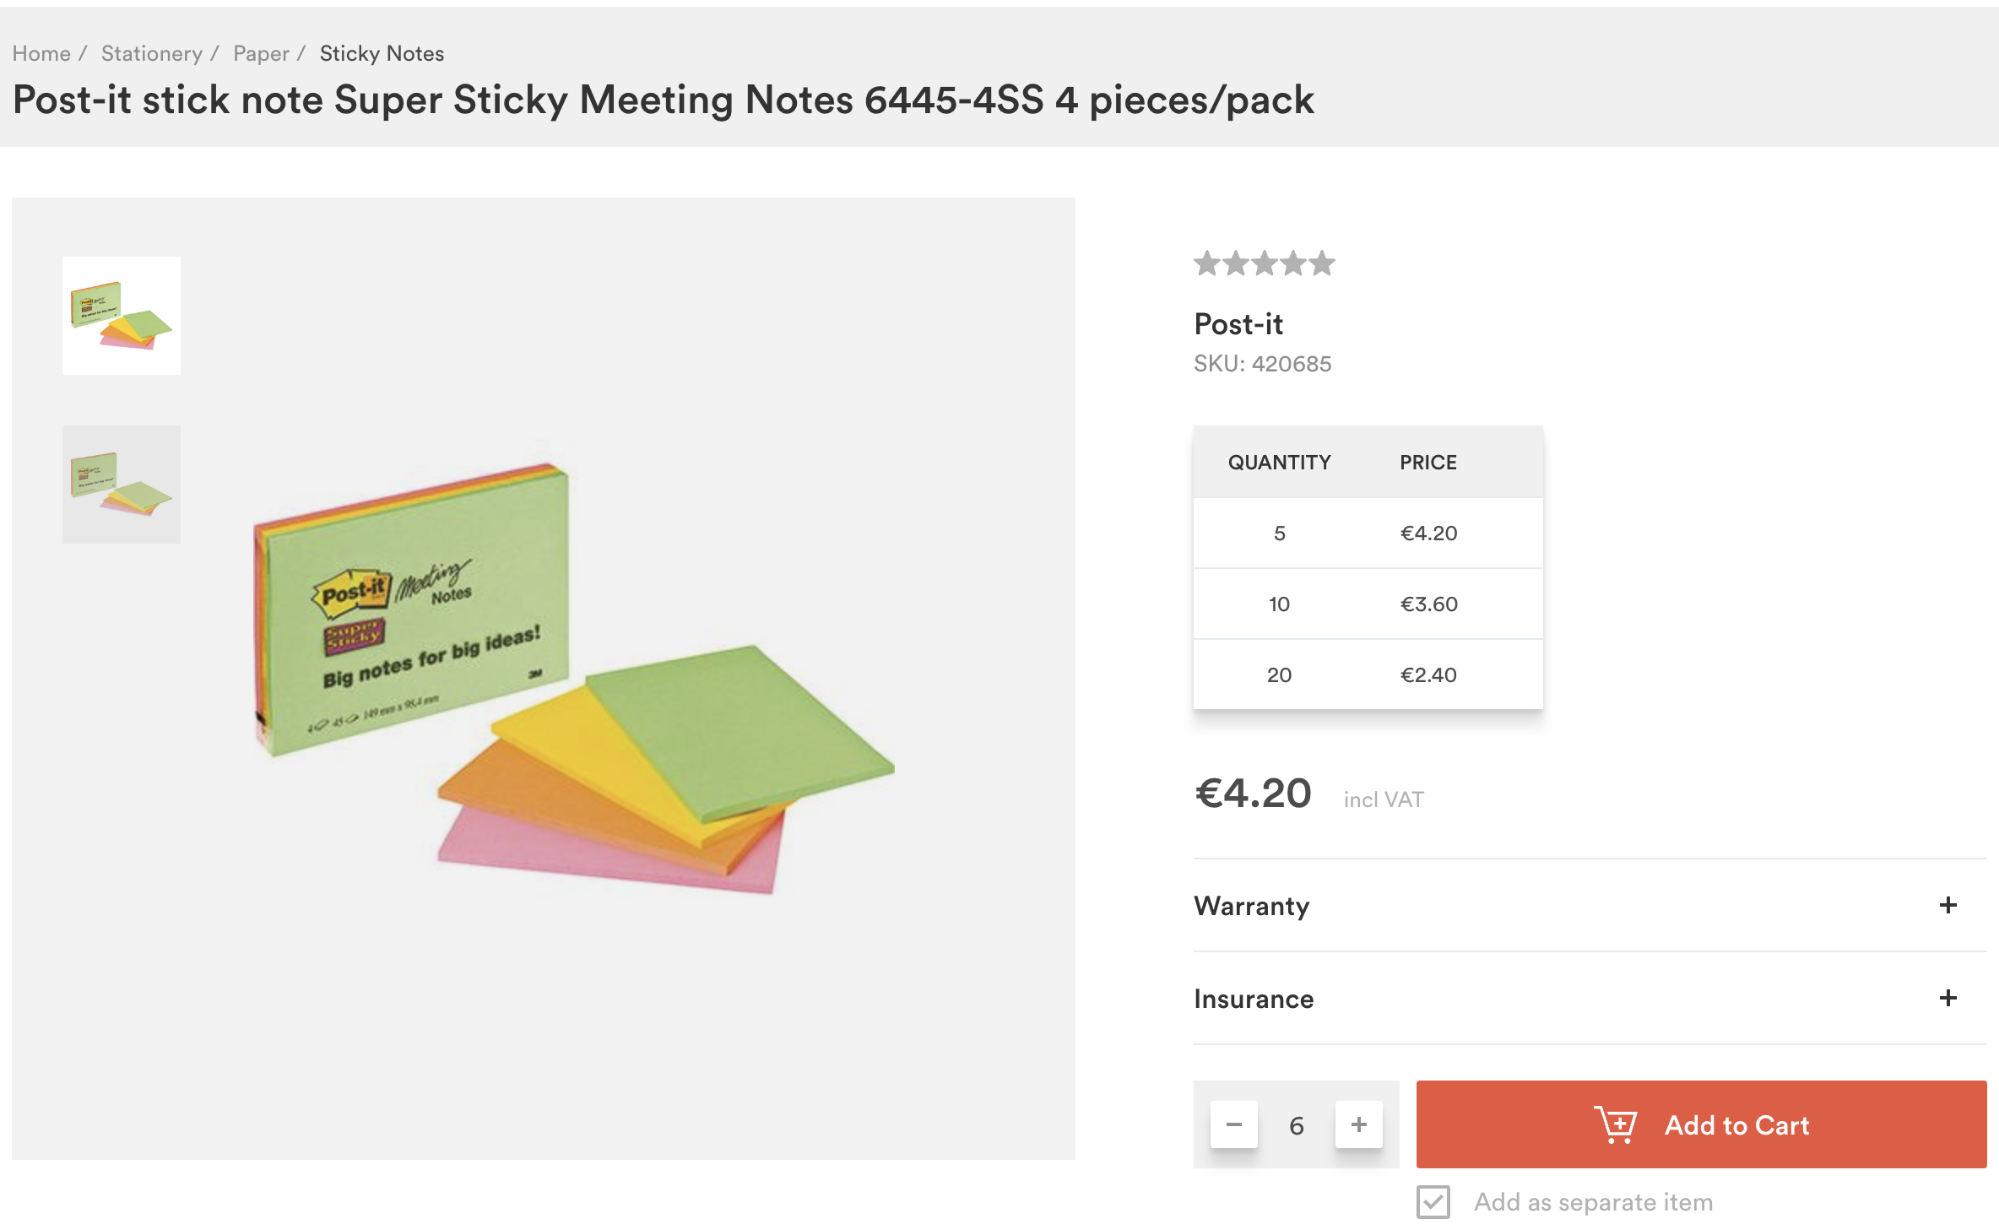 Home / Stationery / Paper / Sticky Notes
Post-it stick note Super Sticky Meeting Notes 6445-4SS 4 pieces/pack
Post-it Meeting
Notes
Super
Sticky
Big notes for big ideas!
3M
4 45 149 mm x 98,4 mm
Post-it
SKU: 420685
QUANTITY PRICE
5 €4.20
10 €3.60
20 €2.40
€4.20 incl VAT
Warranty +
Insurance +
− 6 + Add to Cart
Add as separate item